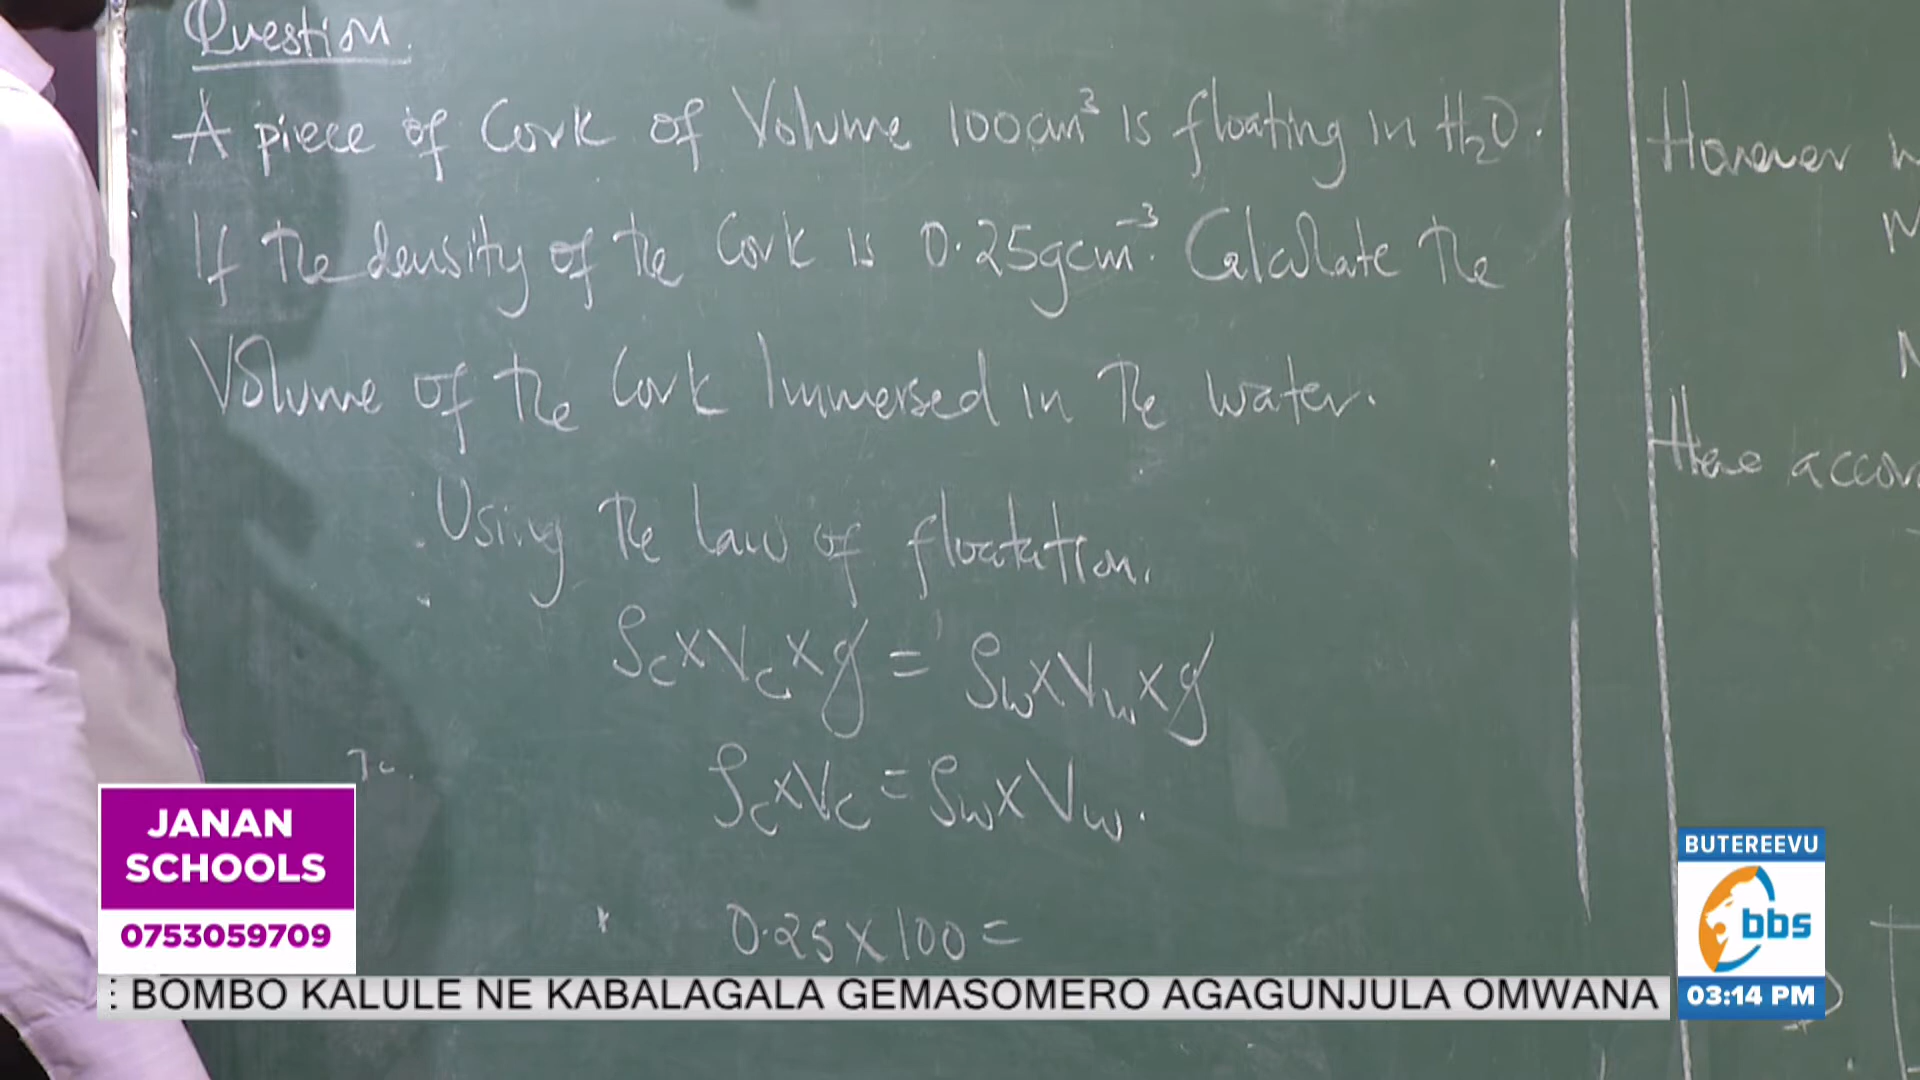 Question
A piece of Cork of Volume 100cm³ is floating in H₂O.
If the density of the Cork is 0.25gcm⁻³. Calculate the
Volume of the Cork Immersed in the water.
Using the law of floatation.
ρc×Vc×g = ρw×Vw×g
ρc×Vc = ρw×Vw.
0.25×100=
However
Hence
JANAN
SCHOOLS
0753059709
BUTEREEVU
bbs
03:14 PM
BOMBO KALULE NE KABALAGALA GEMASOMERO AGAGUNJULA OMWANA